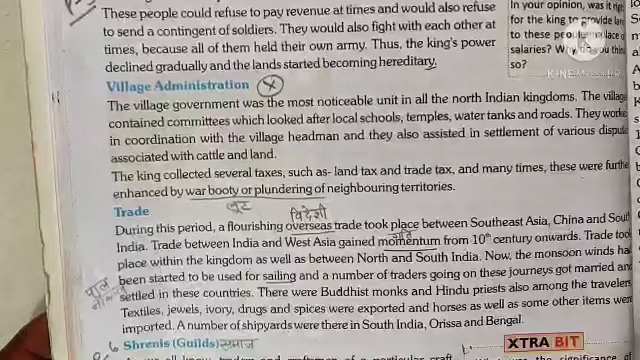 These people could refuse to pay revenue at times and would also refuse
to send a contingent of soldiers. They would also fight with each other at
times, because all of them held their own army. Thus, the king's power
declined gradually and the lands started becoming hereditary.
Village Administration
The village government was the most noticeable unit in all the north Indian kingdoms. The village
contained committees which looked after local schools, temples, water tanks and roads. They worke
in coordination with the village headman and they also assisted in settlement of various dispute
associated with cattle and land.
The king collected several taxes, such as- land tax and trade tax, and many times, these were furthe
enhanced by war booty or plundering of neighbouring territories.
लूट
Trade
विदेशी
During this period, a flourishing overseas trade took place between Southeast Asia, China and South
गति
India. Trade between India and West Asia gained momentum from 10th century onwards. Trade took
place within the kingdom as well as between North and South India. Now, the monsoon winds ha
been started to be used for sailing and a number of traders going on these journeys got married and
पाल
settled in these countries. There were Buddhist monks and Hindu priests also among the travelers
Textiles, jewels, ivory, drugs and spices were exported and horses as well as some other items were
imported. A number of shipyards were there in South India, Orissa and Bengal.
Shrenis (Guilds) समाज
In your opinion, was it righ
for the king to provide lan
to these people
salaries? Why do you thin
so?
KINEMASTER
XTRA BIT